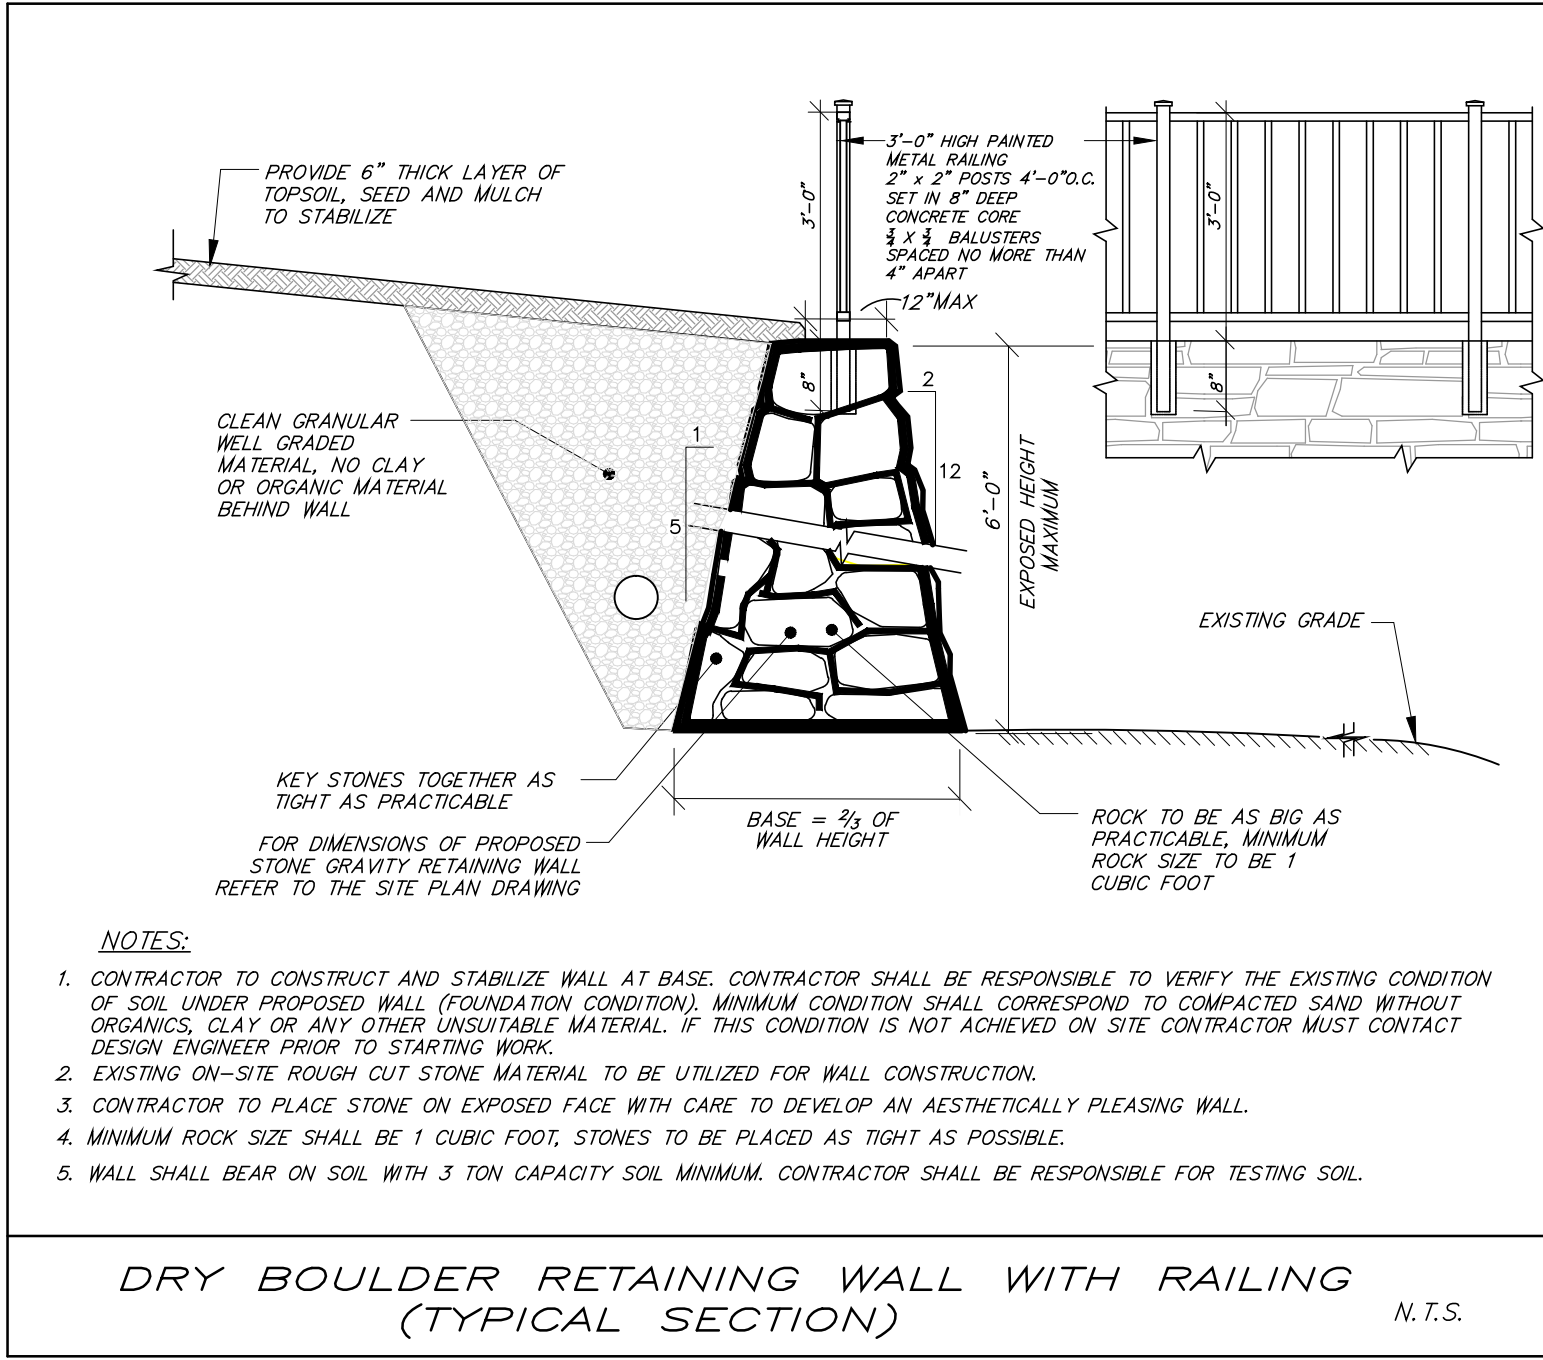 3'-0" HIGH PAINTED
METAL RAILING
2" x 2" POSTS 4'-0"O.C.
SET IN 8" DEEP
CONCRETE CORE
3/4 X 3/4 BALUSTERS
SPACED NO MORE THAN
4" APART
12"MAX
3'-0"
3'-0"
8"
8"
PROVIDE 6" THICK LAYER OF
TOPSOIL, SEED AND MULCH
TO STABILIZE
CLEAN GRANULAR
WELL GRADED
MATERIAL, NO CLAY
OR ORGANIC MATERIAL
BEHIND WALL
1
5
2
12
6'-0"
EXPOSED HEIGHT
MAXIMUM
EXISTING GRADE
KEY STONES TOGETHER AS
TIGHT AS PRACTICABLE
FOR DIMENSIONS OF PROPOSED
STONE GRAVITY RETAINING WALL
REFER TO THE SITE PLAN DRAWING
BASE = 2/3 OF
WALL HEIGHT
ROCK TO BE AS BIG AS
PRACTICABLE, MINIMUM
ROCK SIZE TO BE 1
CUBIC FOOT
NOTES:
1. CONTRACTOR TO CONSTRUCT AND STABILIZE WALL AT BASE. CONTRACTOR SHALL BE RESPONSIBLE TO VERIFY THE EXISTING CONDITION
OF SOIL UNDER PROPOSED WALL (FOUNDATION CONDITION). MINIMUM CONDITION SHALL CORRESPOND TO COMPACTED SAND WITHOUT
ORGANICS, CLAY OR ANY OTHER UNSUITABLE MATERIAL. IF THIS CONDITION IS NOT ACHIEVED ON SITE CONTRACTOR MUST CONTACT
DESIGN ENGINEER PRIOR TO STARTING WORK.
2. EXISTING ON-SITE ROUGH CUT STONE MATERIAL TO BE UTILIZED FOR WALL CONSTRUCTION.
3. CONTRACTOR TO PLACE STONE ON EXPOSED FACE WITH CARE TO DEVELOP AN AESTHETICALLY PLEASING WALL.
4. MINIMUM ROCK SIZE SHALL BE 1 CUBIC FOOT, STONES TO BE PLACED AS TIGHT AS POSSIBLE.
5. WALL SHALL BEAR ON SOIL WITH 3 TON CAPACITY SOIL MINIMUM. CONTRACTOR SHALL BE RESPONSIBLE FOR TESTING SOIL.
DRY BOULDER RETAINING WALL WITH RAILING
(TYPICAL SECTION)
N.T.S.